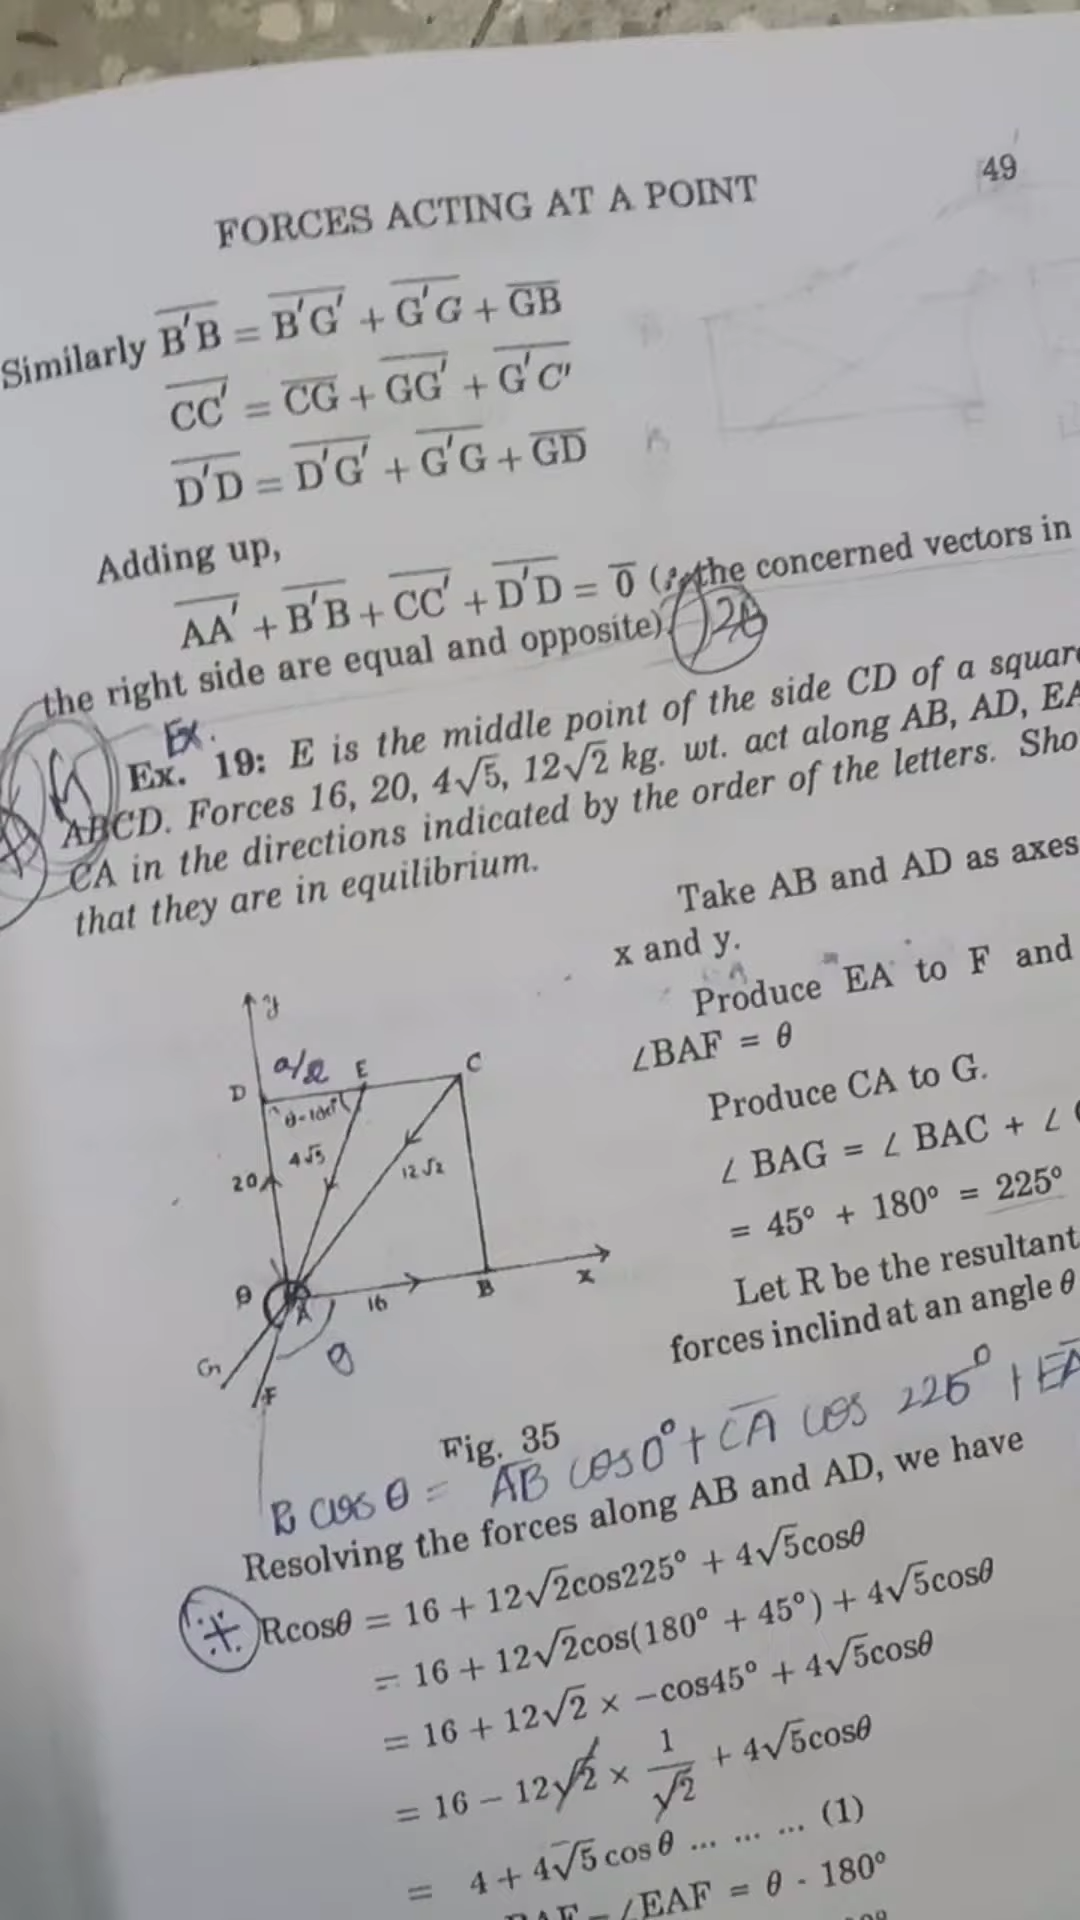 49
FORCES ACTING AT A POINT
Similarly B'B = B'G' + G'G + GB
CC' = CG + GG' + G'C'
D'D = D'G' + G'G + GD
Adding up,
AA' + B'B + CC' + D'D = 0 (∵ the concerned vectors in
the right side are equal and opposite).
Ex.
Ex. 19: E is the middle point of the side CD of a squar
ABCD. Forces 16, 20, 4√5, 12√2 kg. wt. act along AB, AD, EA
CA in the directions indicated by the order of the letters. Sho
that they are in equilibrium.
Take AB and AD as axes
x and y.
Produce EA to F and
∠BAF = θ
Produce CA to G.
∠BAG = ∠BAC + ∠
= 45° + 180° = 225°
Let R be the resultant
forces inclind at an angle θ
y
D a/2 E C
4√5
20 12√2
θ A 16 B x
G θ
F
Fig. 35
R cos θ = AB cos 0° + CA cos 225° + EA
Resolving the forces along AB and AD, we have
Rcosθ = 16 + 12√2cos225° + 4√5cosθ
= 16 + 12√2cos(180° + 45°) + 4√5cosθ
= 16 + 12√2 × −cos45° + 4√5cosθ
= 16 − 12√2 × 1/√2 + 4√5cosθ
= 4 + 4√5 cos θ ... ... ... (1)
∠EAF = θ - 180°